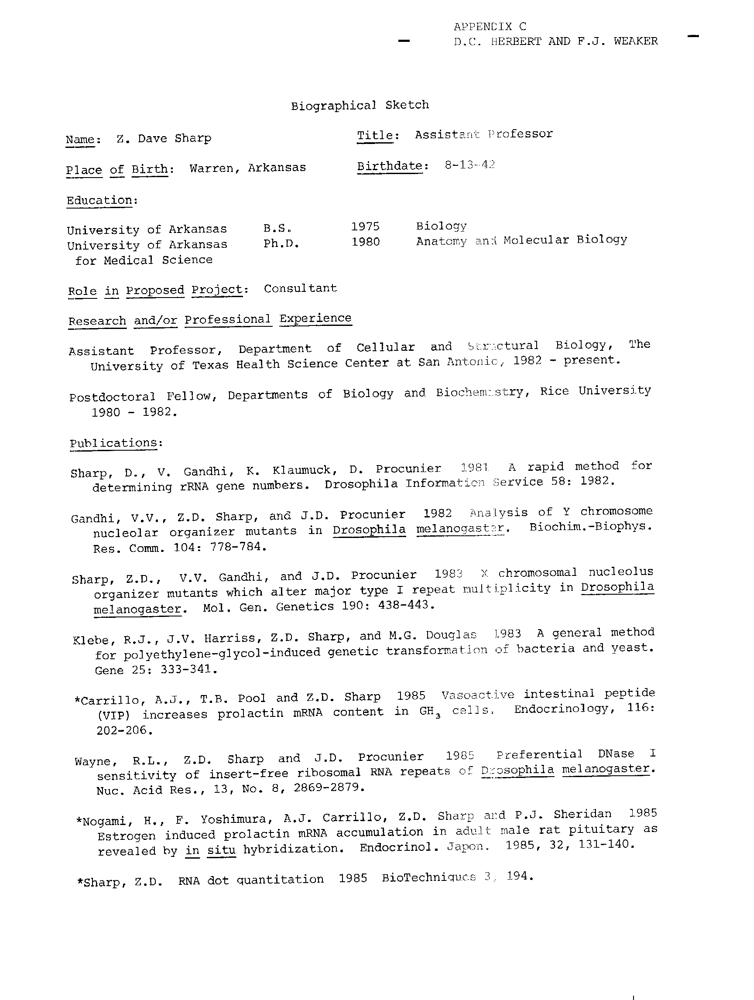 APPENDIX C
D.C. HERBERT AND F.J. WEAKER
Biographical Sketch
Name: Z. Dave Sharp Title: Assistant Professor
Place of Birth: Warren, Arkansas Birthdate: 8-13-42
Education:
University of Arkansas B.S. 1975 Biology
University of Arkansas Ph.D. 1980 Anatomy and Molecular Biology
for Medical Science
Role in Proposed Project: Consultant
Research and/or Professional Experience
Assistant Professor, Department of Cellular and Structural Biology, The
University of Texas Health Science Center at San Antonio, 1982 - present.
Postdoctoral Fellow, Departments of Biology and Biochemistry, Rice University
1980 - 1982.
Publications:
Sharp, D., V. Gandhi, K. Klaumuck, D. Procunier 1981 A rapid method for
determining rRNA gene numbers. Drosophila Information Service 58: 1982.
Gandhi, V.V., Z.D. Sharp, and J.D. Procunier 1982 Analysis of Y chromosome
nucleolar organizer mutants in Drosophila melanogaster. Biochim.-Biophys.
Res. Comm. 104: 778-784.
Sharp, Z.D., V.V. Gandhi, and J.D. Procunier 1983 X chromosomal nucleolus
organizer mutants which alter major type I repeat multiplicity in Drosophila
melanogaster. Mol. Gen. Genetics 190: 438-443.
Klebe, R.J., J.V. Harriss, Z.D. Sharp, and M.G. Douglas 1983 A general method
for polyethylene-glycol-induced genetic transformation of bacteria and yeast.
Gene 25: 333-341.
*Carrillo, A.J., T.B. Pool and Z.D. Sharp 1985 Vasoactive intestinal peptide
(VIP) increases prolactin mRNA content in GH₃ cells. Endocrinology, 116:
202-206.
Wayne, R.L., Z.D. Sharp and J.D. Procunier 1985 Preferential DNase I
sensitivity of insert-free ribosomal RNA repeats of Drosophila melanogaster.
Nuc. Acid Res., 13, No. 8, 2869-2879.
*Nogami, H., F. Yoshimura, A.J. Carrillo, Z.D. Sharp and P.J. Sheridan 1985
Estrogen induced prolactin mRNA accumulation in adult male rat pituitary as
revealed by in situ hybridization. Endocrinol. Japon. 1985, 32, 131-140.
*Sharp, Z.D. RNA dot quantitation 1985 BioTechniques 3, 194.